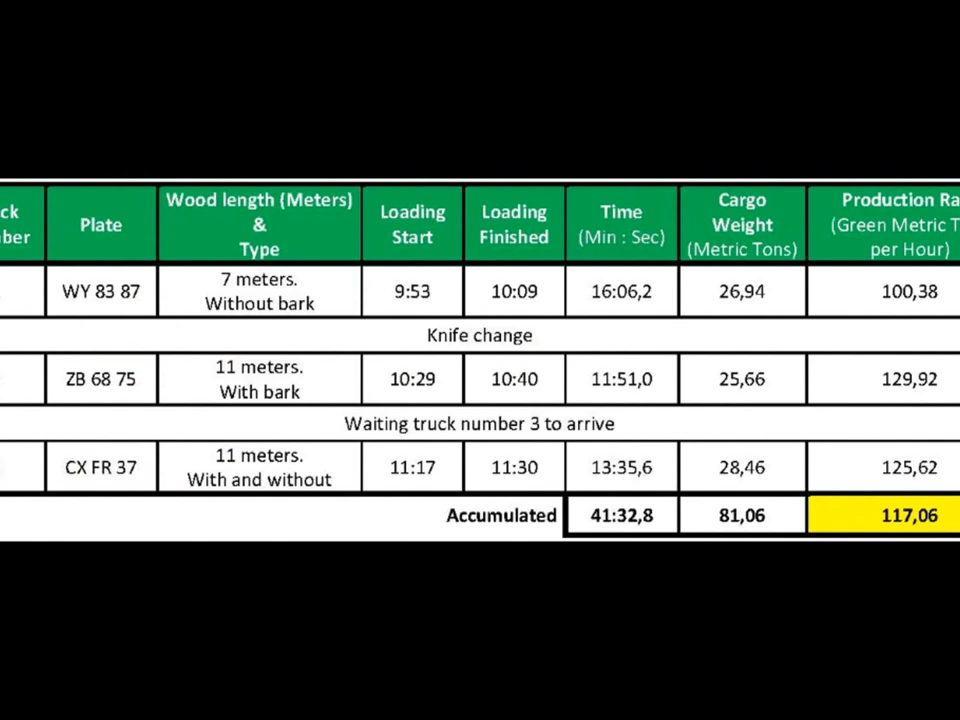 ck
ber
Plate
Wood length (Meters)
&
Type
Loading
Start
Loading
Finished
Time
(Min : Sec)
Cargo
Weight
(Metric Tons)
Production Ra
(Green Metric T
per Hour)
WY 83 87
7 meters.
Without bark
9:53
10:09
16:06,2
26,94
100,38
Knife change
ZB 68 75
11 meters.
With bark
10:29
10:40
11:51,0
25,66
129,92
Waiting truck number 3 to arrive
CX FR 37
11 meters.
With and without
11:17
11:30
13:35,6
28,46
125,62
Accumulated
41:32,8
81,06
117,06